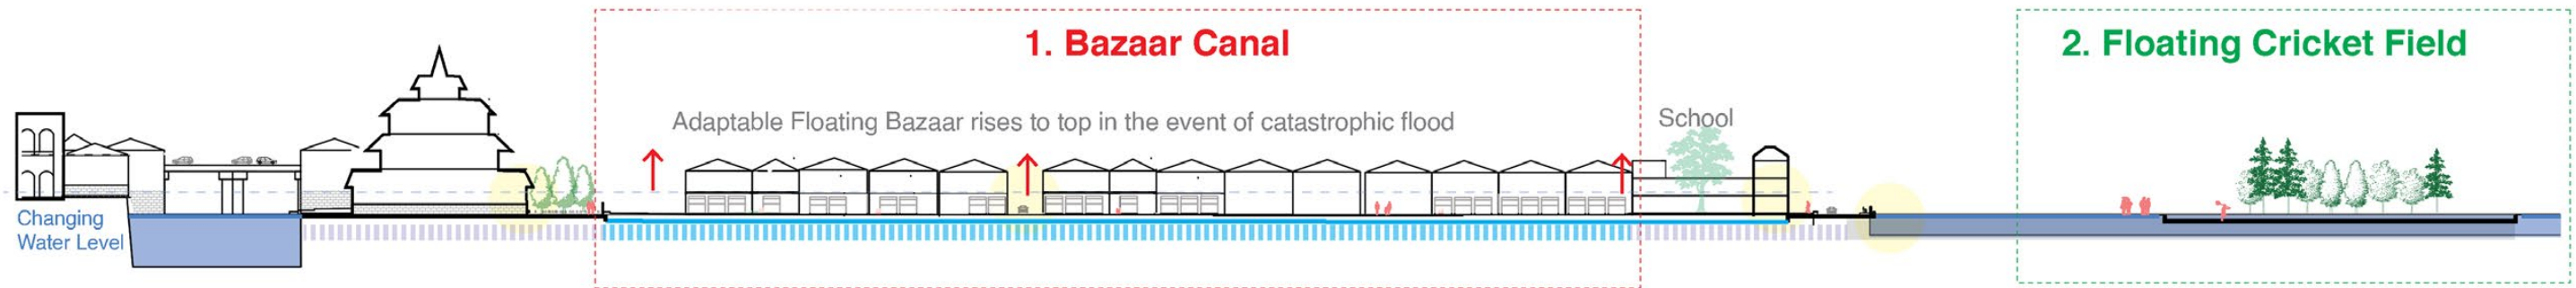 1. Bazaar Canal
2. Floating Cricket Field
Adaptable Floating Bazaar rises to top in the event of catastrophic flood
School
Changing
Water Level